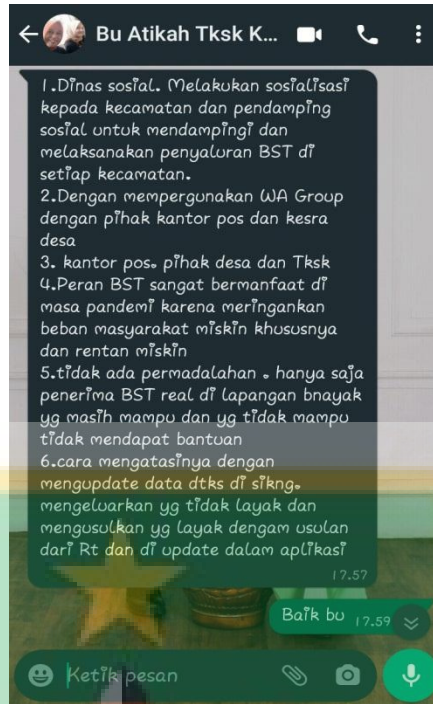 Bu Atikah Tksk K...
1.Dinas sosial. Melakukan sosialisasi
kepada kecamatan dan pendamping
sosial untuk mendampingi dan
melaksanakan penyaluran BST di
setiap kecamatan.
2.Dengan mempergunakan WA Group
dengan pihak kantor pos dan kesra
desa
3. kantor pos. pihak desa dan Tksk
4.Peran BST sangat bermanfaat di
masa pandemi karena meringankan
beban masyarakat miskin khususnya
dan rentan miskin
5.tidak ada permadalahan . hanya saja
penerima BST real di lapangan bnayak
yg masih mampu dan yg tidak mampu
tidak mendapat bantuan
6.cara mengatasinya dengan
mengupdate data dtks di sikng.
mengeluarkan yg tidak layak dan
mengusulkan yg layak dengam usulan
dari Rt dan di update dalam aplikasi
17.57
Baik bu 17.59
Ketik pesan